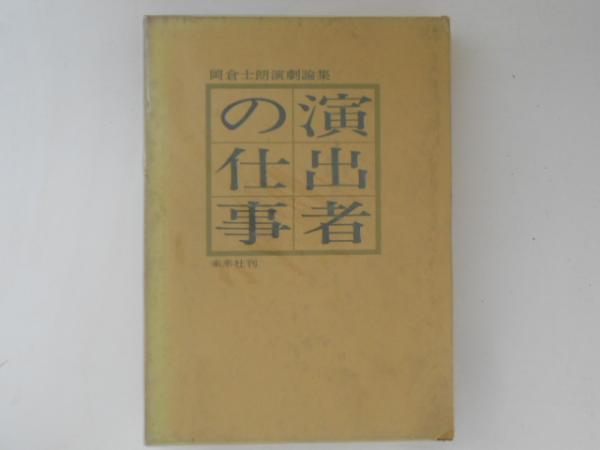 岡倉士朗演劇論集
演出者
の仕事
未来社刊